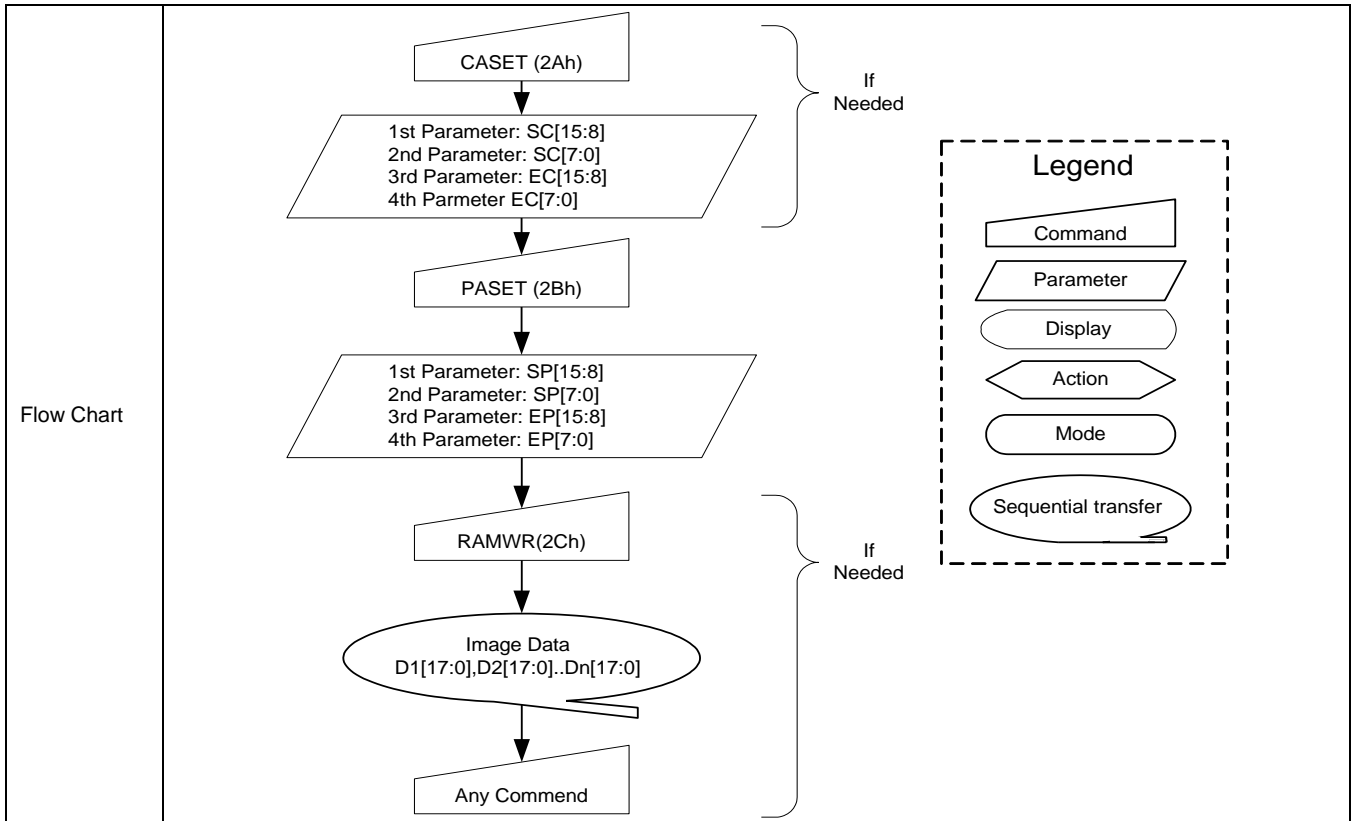 Flow Chart
CASET (2Ah)
If
Needed
1st Parameter: SC[15:8]
2nd Parameter: SC[7:0]
3rd Parameter: EC[15:8]
4th Parmeter EC[7:0]
PASET (2Bh)
1st Parameter: SP[15:8]
2nd Parameter: SP[7:0]
3rd Parameter: EP[15:8]
4th Parameter: EP[7:0]
RAMWR(2Ch)
If
Needed
Image Data
D1[17:0],D2[17:0]..Dn[17:0]
Any Commend
Legend
Command
Parameter
Display
Action
Mode
Sequential transfer